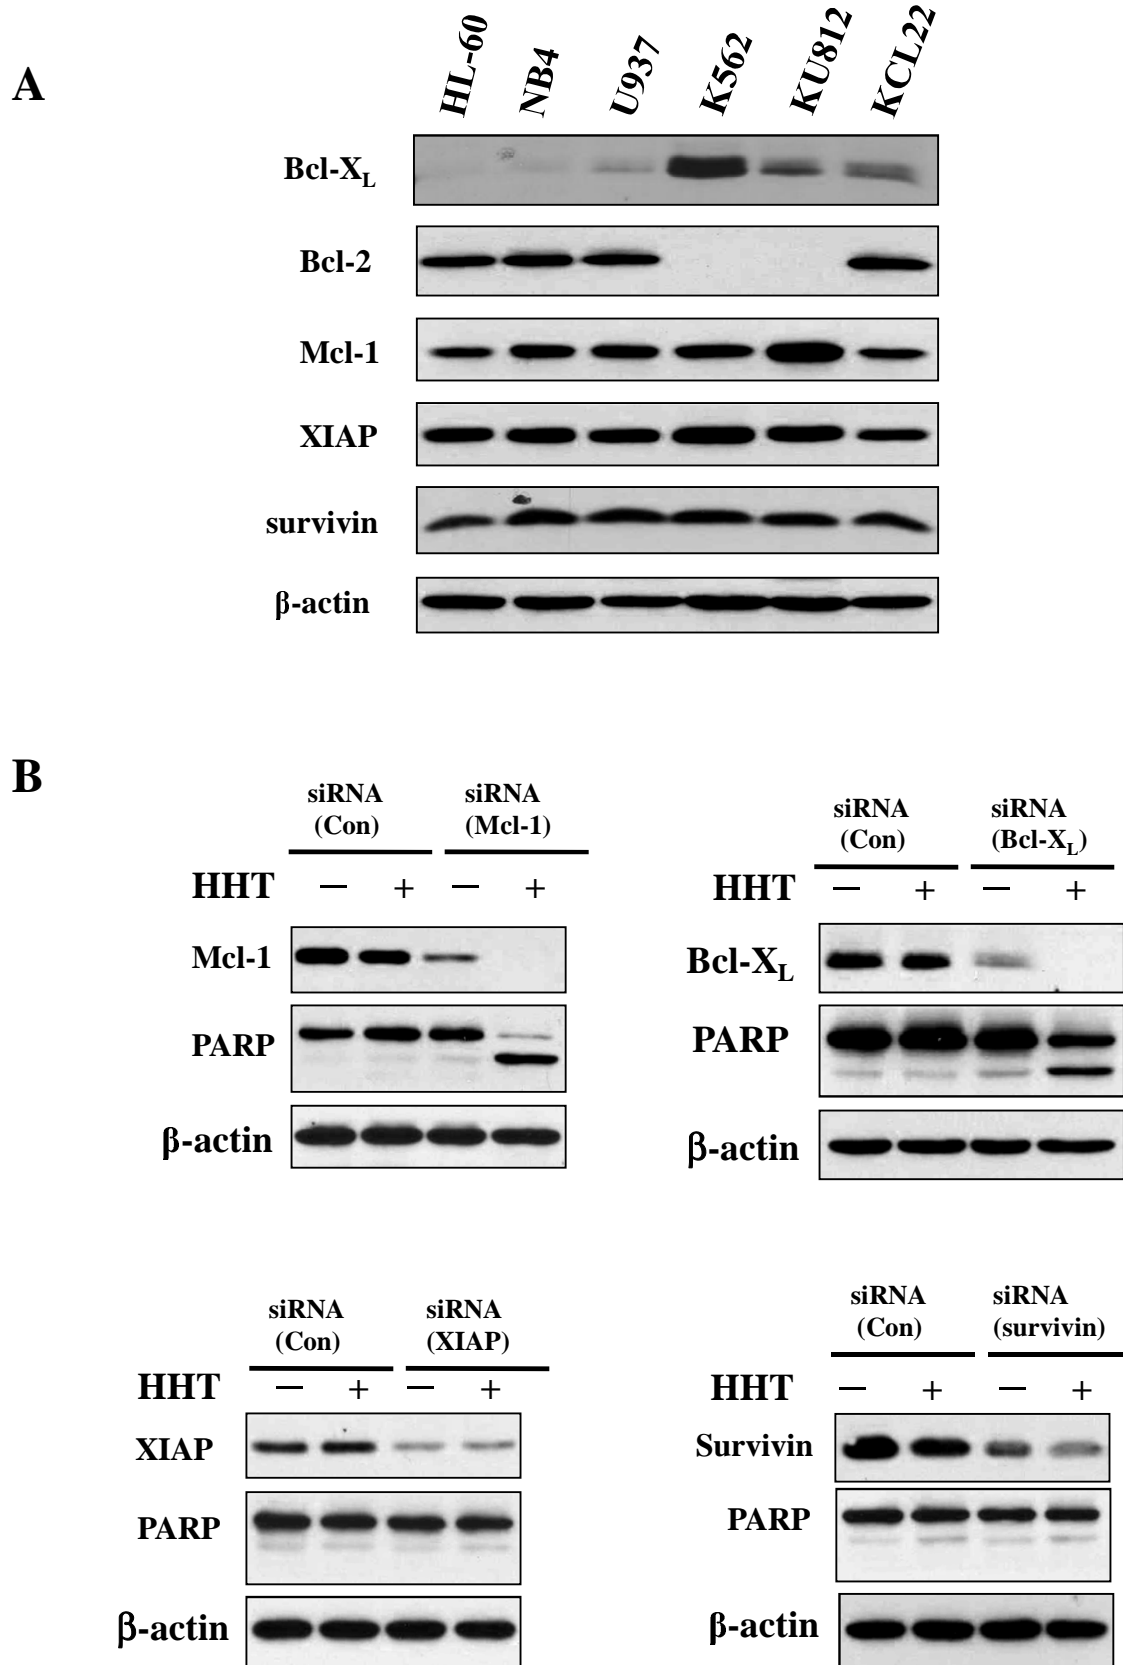 A
HL-60 NB4 U937 K562 KU812 KCL22
Bcl-XL
Bcl-2
Mcl-1
XIAP
survivin
β-actin
B
siRNA siRNA
(Con) (Mcl-1)
HHT — + — +
Mcl-1
PARP
β-actin
siRNA siRNA
(Con) (Bcl-XL)
HHT — + — +
Bcl-XL
PARP
β-actin
siRNA siRNA
(Con) (XIAP)
HHT — + — +
XIAP
PARP
β-actin
siRNA siRNA
(Con) (survivin)
HHT — + — +
Survivin
PARP
β-actin